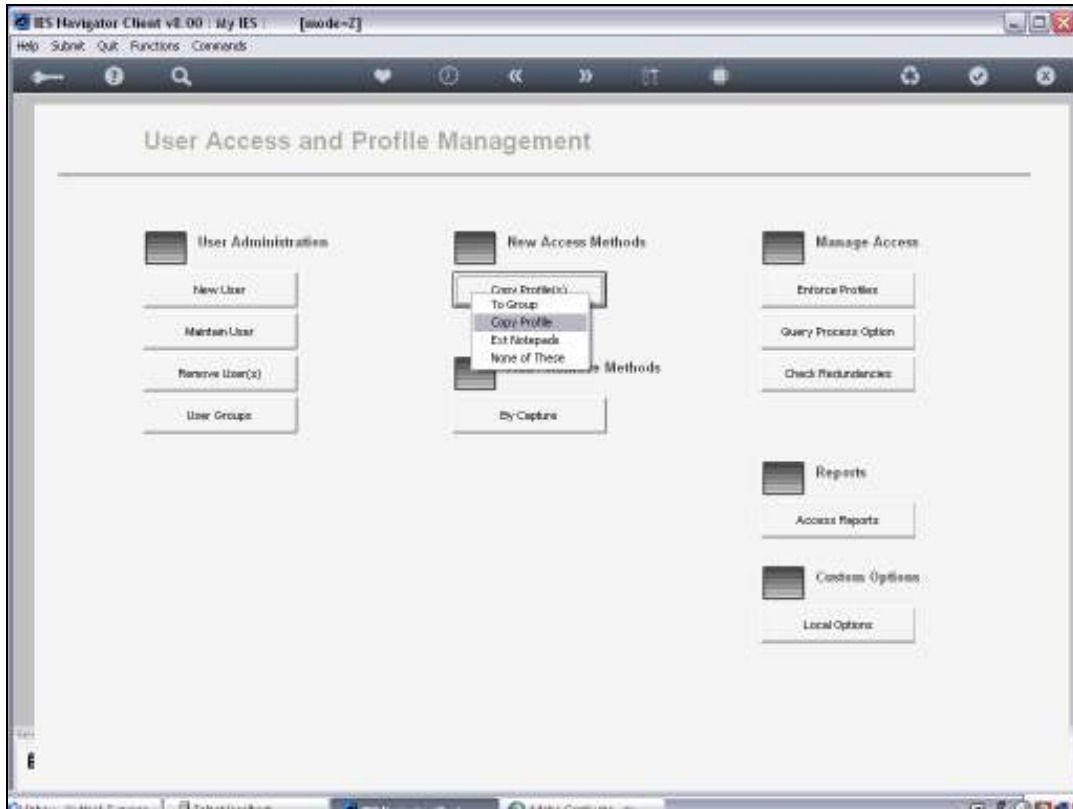 IES Navigator Client v8.00 : My IES [mode=Z]
Help Submit Quit Functions Commands
User Access and Profile Management
User Administration
New User
Maintain User
Remove User(s)
User Groups
New Access Methods
Copy Profile(s)
To Group
Copy Profile
Ext Notepads
None of These
Methods
By Capture
Manage Access
Enforce Profiles
Query Process Option
Check Redundancies
Reports
Access Reports
Custom Options
Local Options